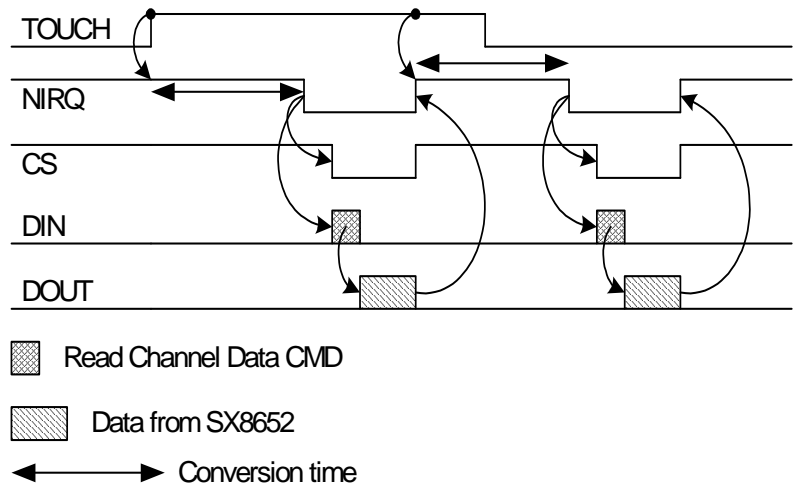 TOUCH
NIRQ
CS
DIN
DOUT
Read Channel Data CMD
Data from SX8652
Conversion time